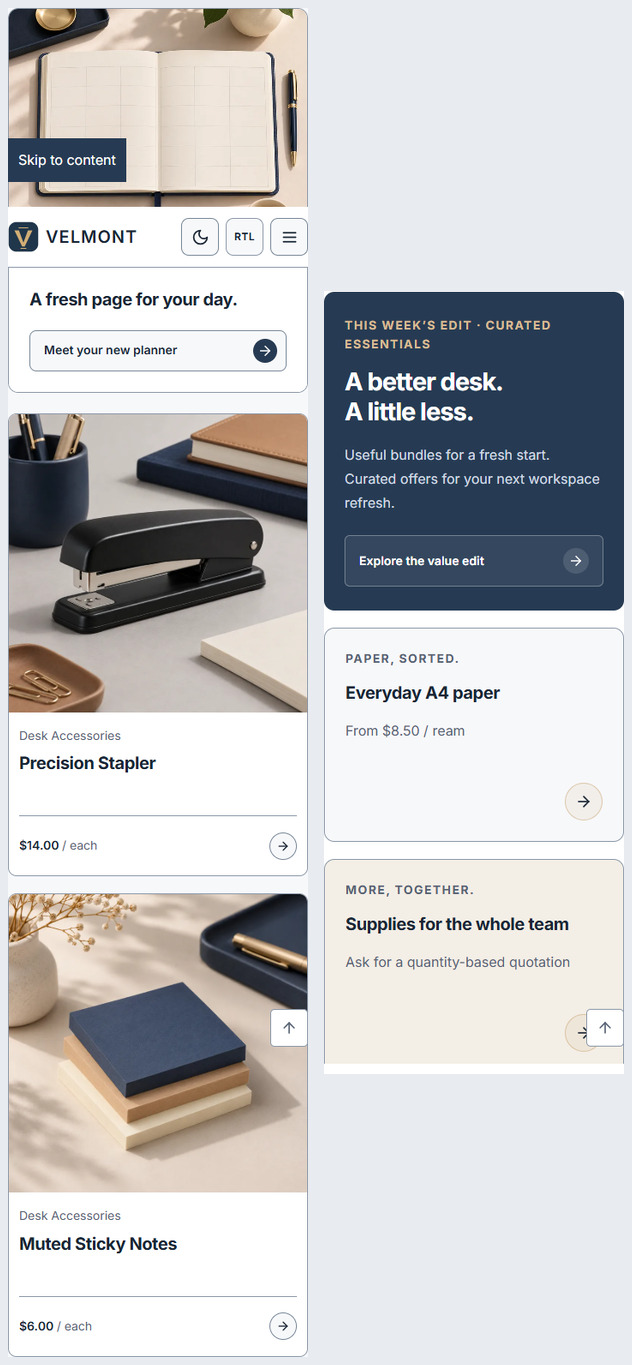 Skip to content
VELMONT
RTL
A fresh page for your day.
Meet your new planner
Desk Accessories
Precision Stapler
$14.00 / each
Desk Accessories
Muted Sticky Notes
$6.00 / each
THIS WEEK’S EDIT · CURATED
ESSENTIALS
A better desk.
A little less.
Useful bundles for a fresh start.
Curated offers for your next workspace
refresh.
Explore the value edit
PAPER, SORTED.
Everyday A4 paper
From $8.50 / ream
MORE, TOGETHER.
Supplies for the whole team
Ask for a quantity-based quotation